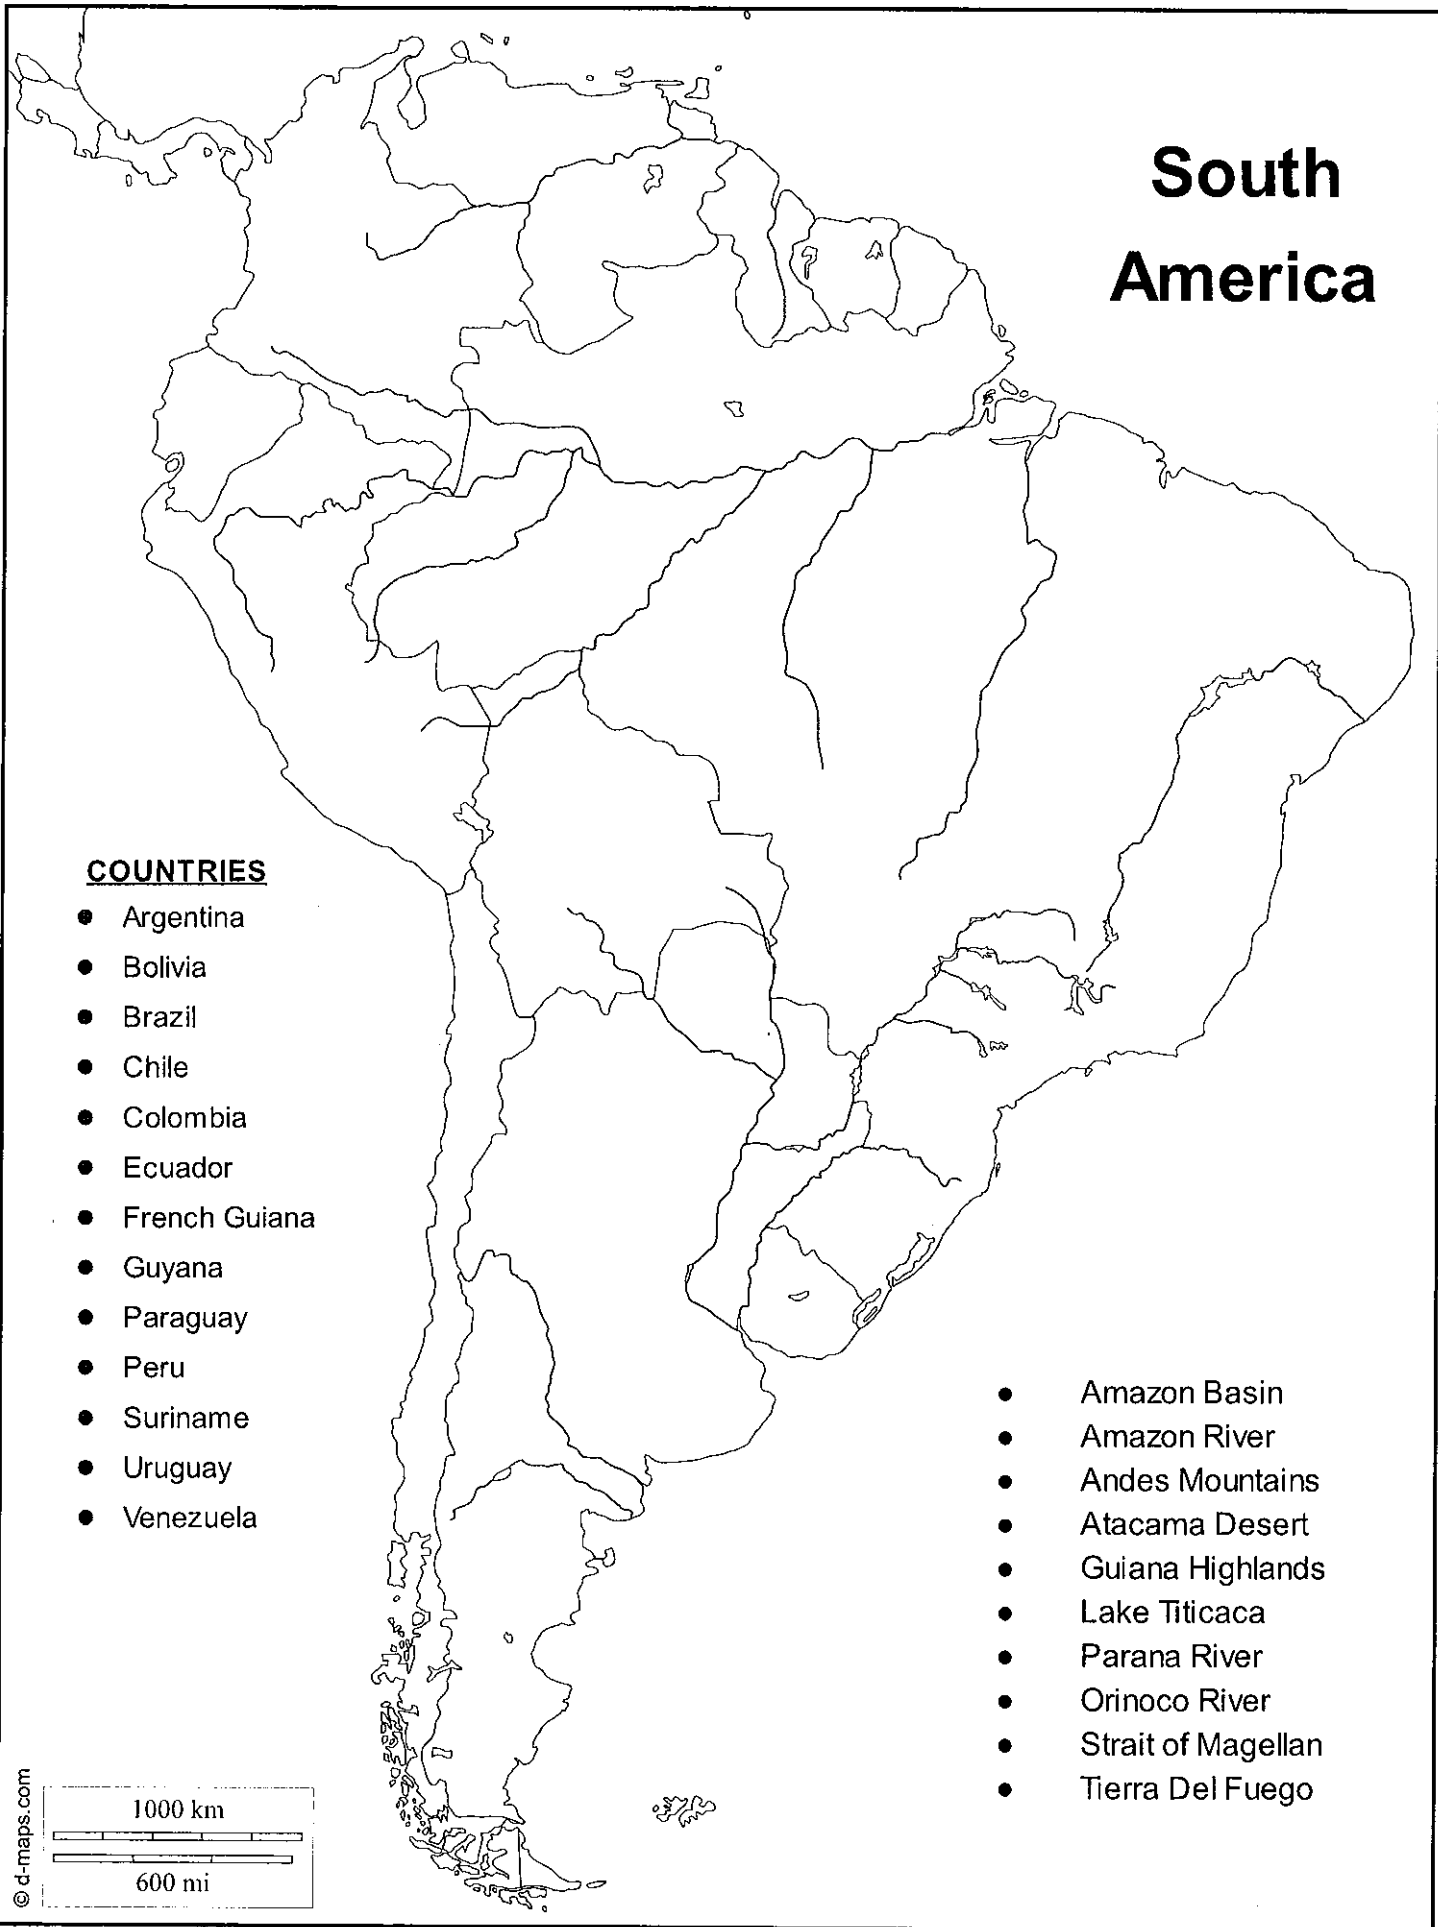 South
America
COUNTRIES
● Argentina
● Bolivia
● Brazil
● Chile
● Colombia
● Ecuador
● French Guiana
● Guyana
● Paraguay
● Peru
● Suriname
● Uruguay
● Venezuela
● Amazon Basin
● Amazon River
● Andes Mountains
● Atacama Desert
● Guiana Highlands
● Lake Titicaca
● Parana River
● Orinoco River
● Strait of Magellan
● Tierra Del Fuego
© d-maps.com
1000 km
600 mi